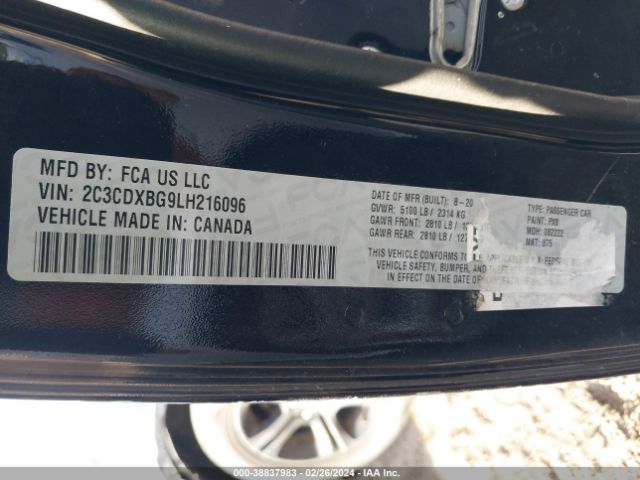 MFD BY: FCA US LLC
VIN: 2C3CDXBG9LH216096
VEHICLE MADE IN: CANADA
DATE OF MFR (BUILT): 8-20
GVWR: 5100 LB / 2314 KG
GAWR FRONT: 2810 LB /
GAWR REAR: 2810 LB /
THIS VEHICLE CONFORMS
VEHICLE SAFETY, BUMPER, AND THEFT
IN EFFECT ON THE DATE OF
TYPE: PASSENGER CAR
PAINT: PX8
MDH: 082222
MKT: 875
000-38837983 / 02/26/2024 - IAA Inc.